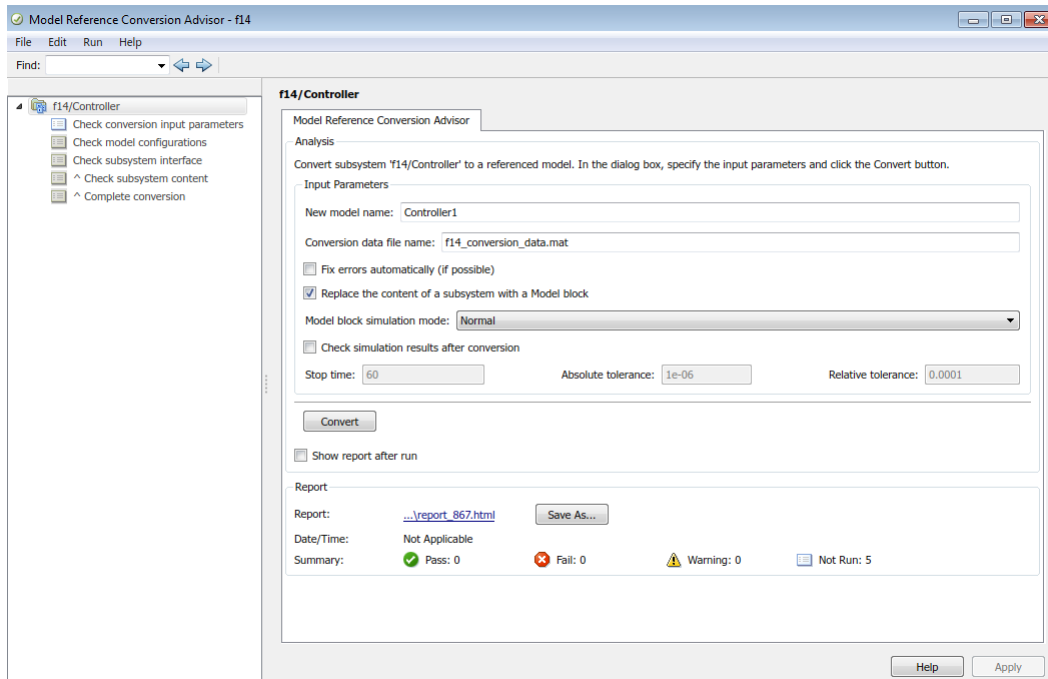 Model Reference Conversion Advisor - f14
File Edit Run Help
Find:
f14/Controller
Check conversion input parameters
Check model configurations
Check subsystem interface
^ Check subsystem content
^ Complete conversion
f14/Controller
Model Reference Conversion Advisor
Analysis
Convert subsystem 'f14/Controller' to a referenced model. In the dialog box, specify the input parameters and click the Convert button.
Input Parameters
New model name: Controller1
Conversion data file name: f14_conversion_data.mat
Fix errors automatically (if possible)
Replace the content of a subsystem with a Model block
Model block simulation mode: Normal
Check simulation results after conversion
Stop time: 60 Absolute tolerance: 1e-06 Relative tolerance: 0.0001
Convert
Show report after run
Report
Report: ...\report_867.html Save As...
Date/Time: Not Applicable
Summary: Pass: 0 Fail: 0 Warning: 0 Not Run: 5
Help Apply